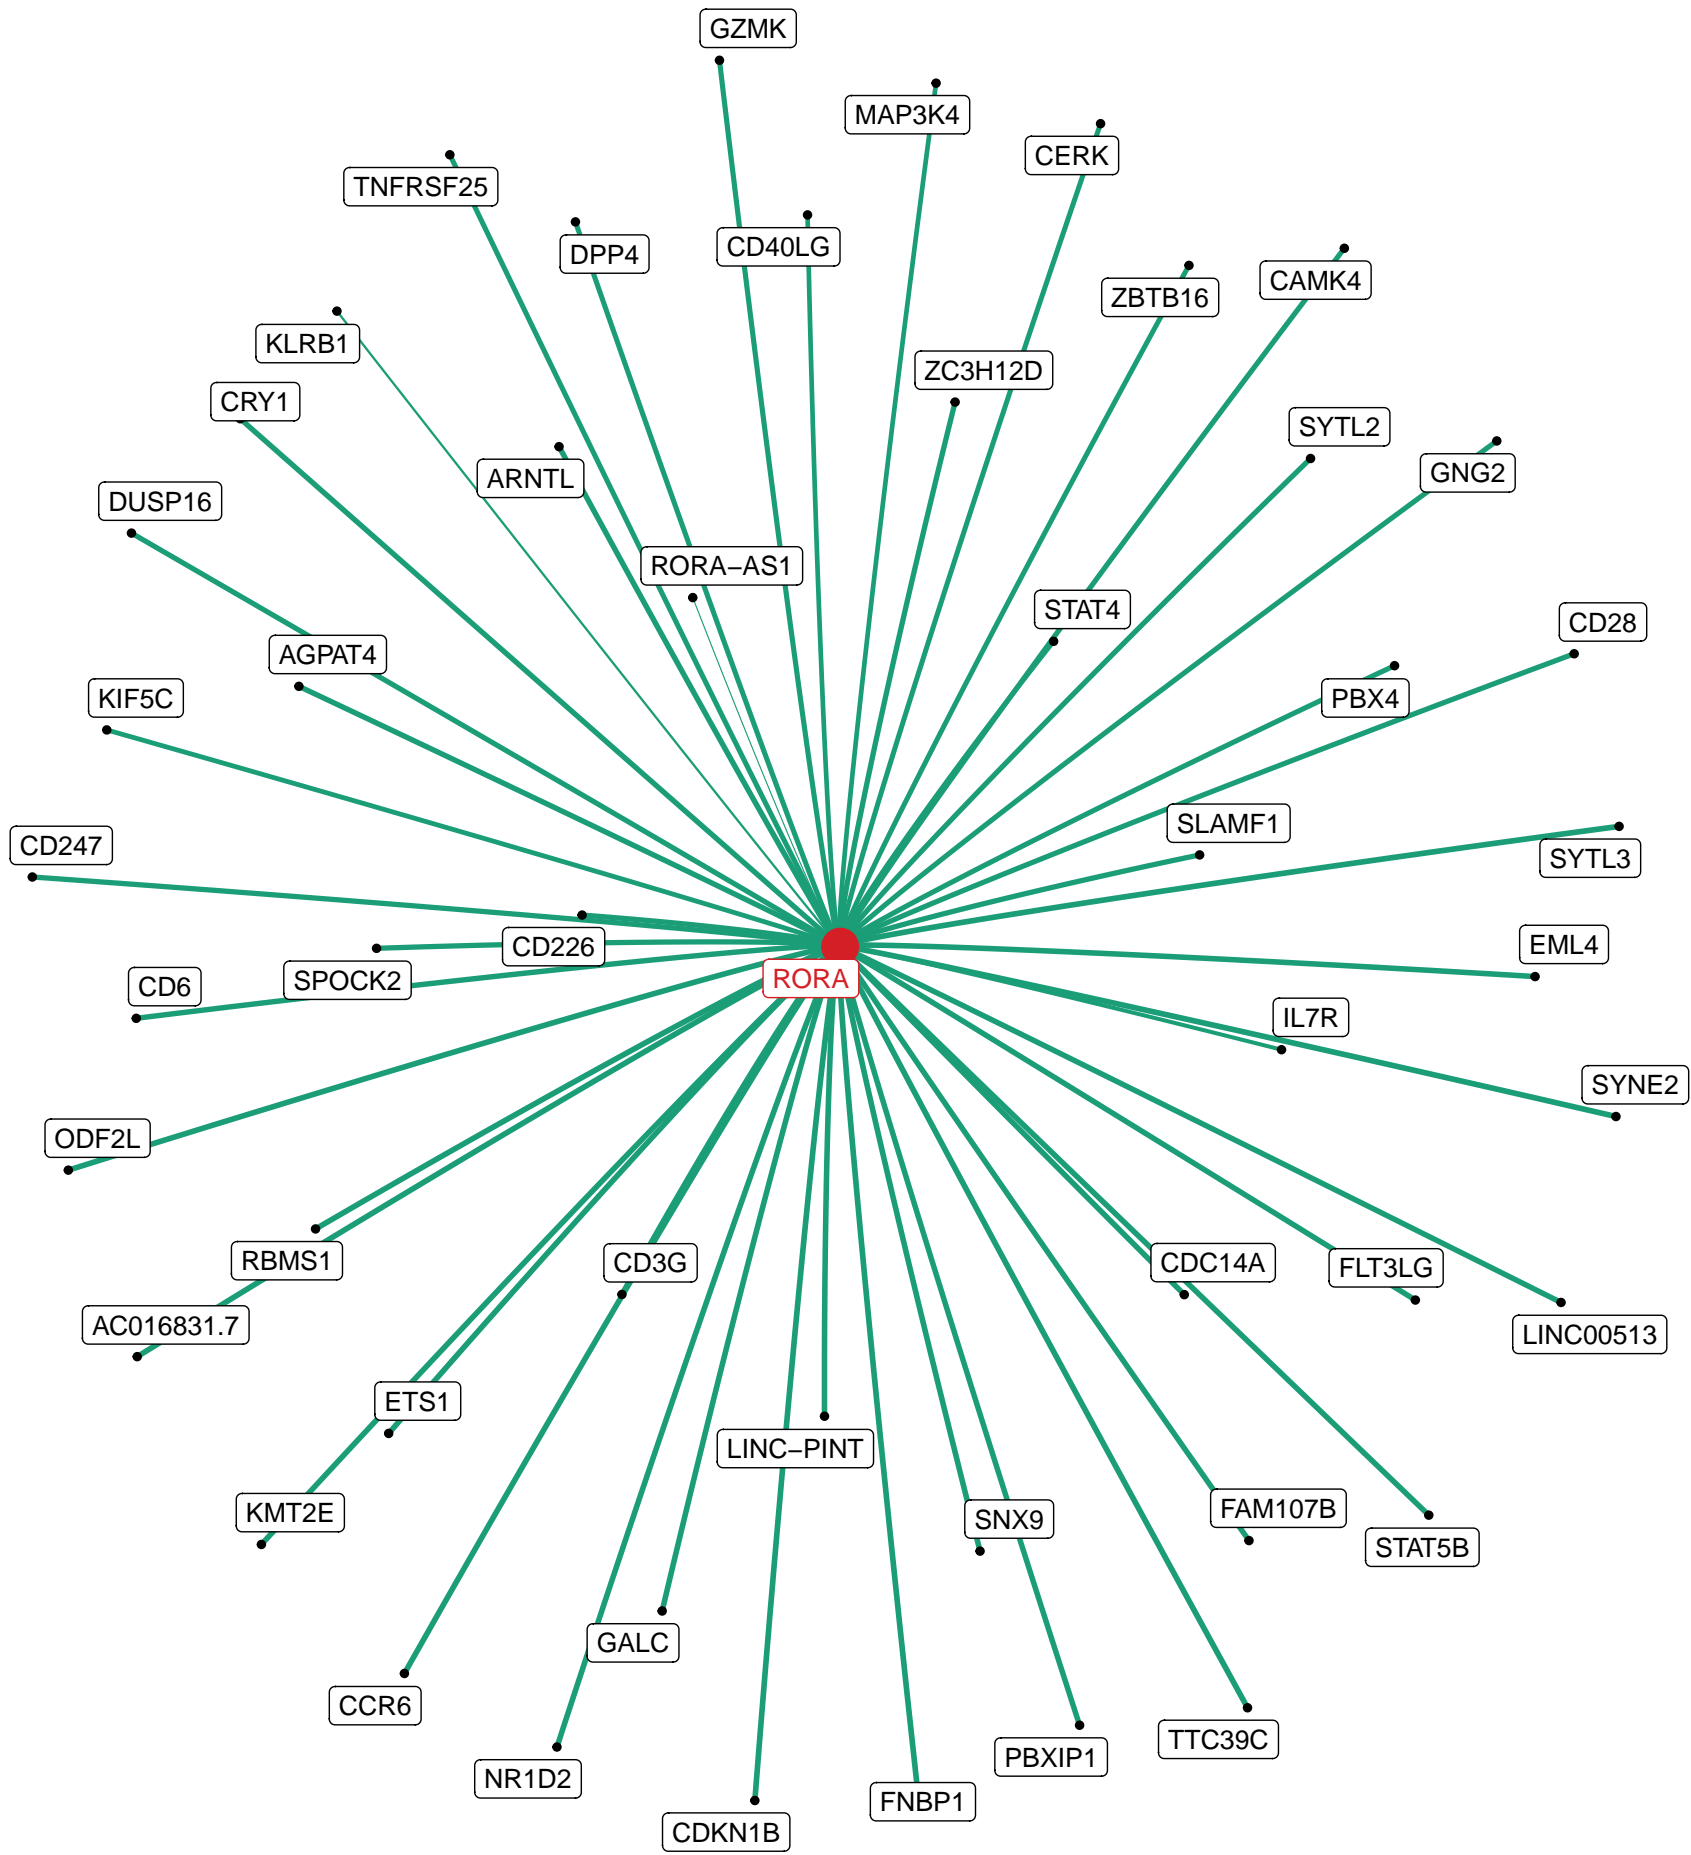 GZMK
MAP3K4
CERK
TNFRSF25
DPP4
CD40LG
CAMK4
ZBTB16
KLRB1
ZC3H12D
CRY1
SYTL2
GNG2
ARNTL
DUSP16
RORA−AS1
STAT4
CD28
AGPAT4
KIF5C
PBX4
SLAMF1
CD247
SYTL3
EML4
CD226
SPOCK2
RORA
CD6
IL7R
SYNE2
ODF2L
RBMS1
CD3G
CDC14A
FLT3LG
AC016831.7
LINC00513
ETS1
LINC−PINT
KMT2E
FAM107B
SNX9
STAT5B
GALC
CCR6
TTC39C
PBXIP1
NR1D2
FNBP1
CDKN1B